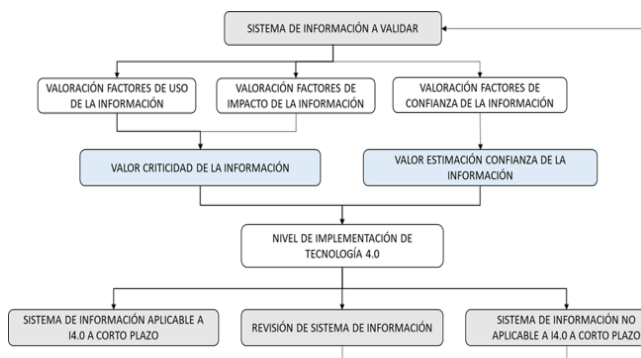 SISTEMA DE INFORMACIÓN A VALIDAR
VALORACIÓN FACTORES DE USO
DE LA INFORMACIÓN
VALORACIÓN FACTORES DE
IMPACTO DE LA INFORMACIÓN
VALORACIÓN FACTORES DE
CONFIANZA DE LA INFORMACIÓN
VALOR CRITICIDAD DE LA INFORMACIÓN
VALOR ESTIMACIÓN CONFIANZA DE LA
INFORMACIÓN
NIVEL DE IMPLEMENTACIÓN DE
TECNOLOGÍA 4.0
SISTEMA DE INFORMACIÓN APLICABLE A
I4.0 A CORTO PLAZO
REVISIÓN DE SISTEMA DE INFORMACIÓN
SISTEMA DE INFORMACIÓN NO
APLICABLE A I4.0 A CORTO PLAZO